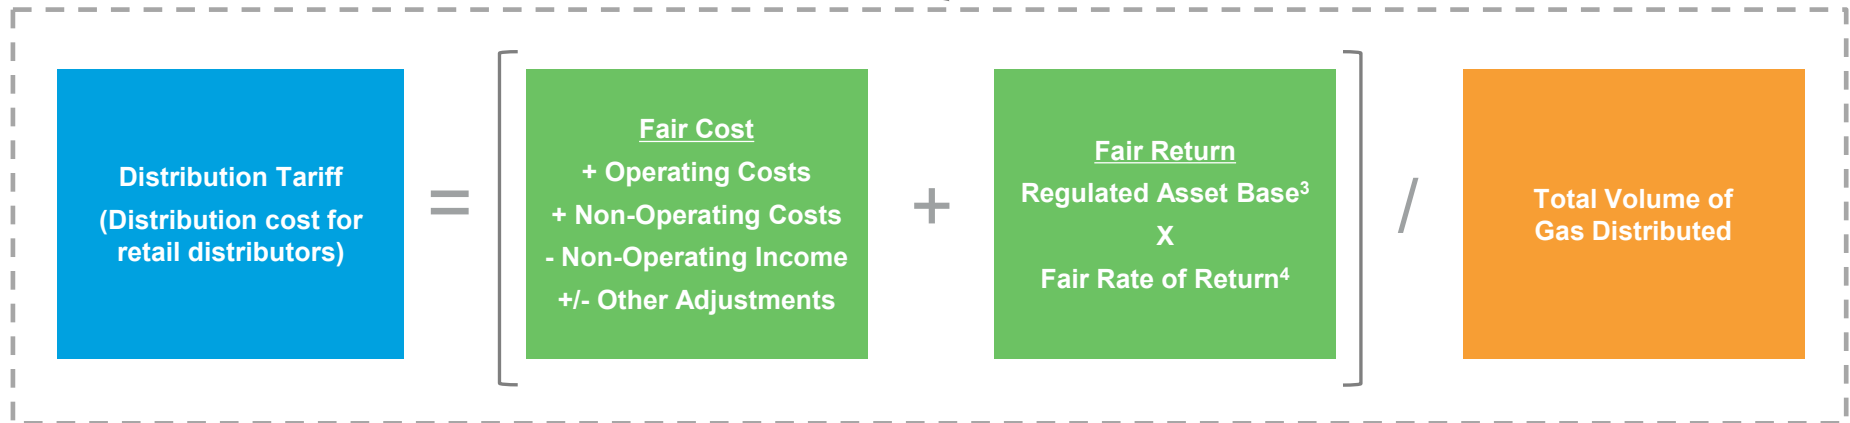 Distribution Tariff
(Distribution cost for
retail distributors)
=
Fair Cost
+ Operating Costs
+ Non-Operating Costs
- Non-Operating Income
+/- Other Adjustments
+
Fair Return
Regulated Asset Base³
X
Fair Rate of Return⁴
/
Total Volume of
Gas Distributed